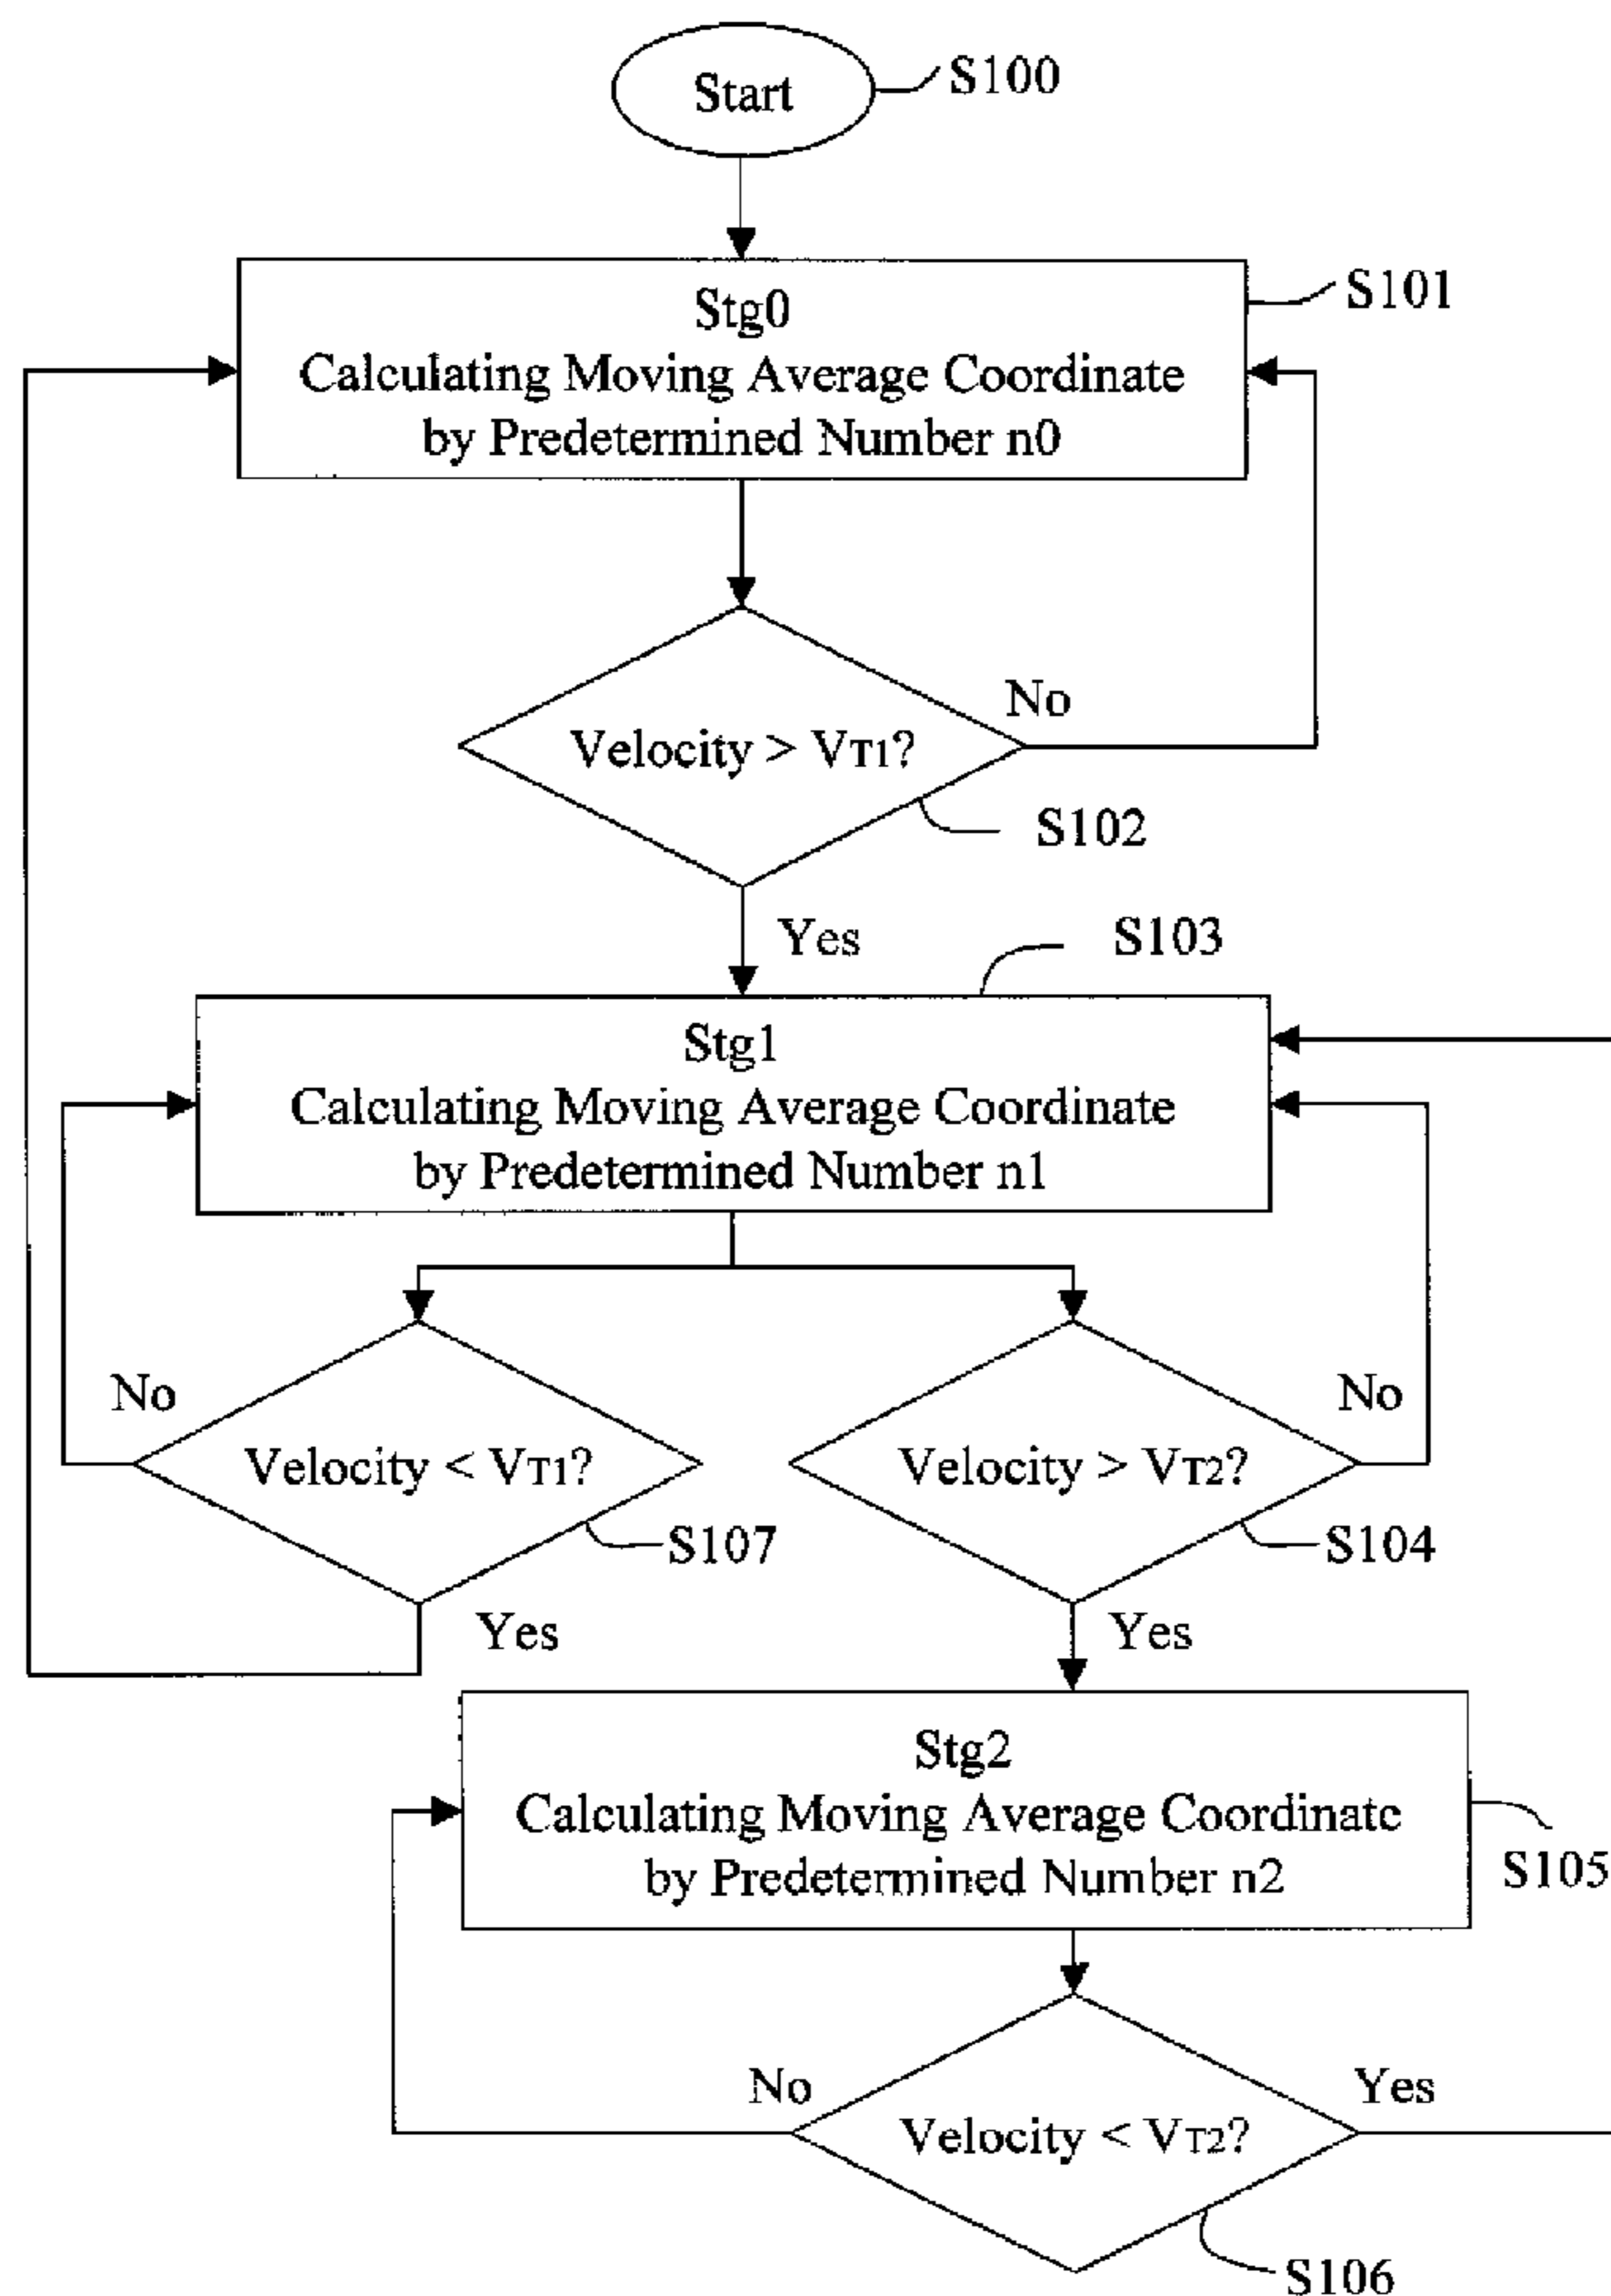 Start
S100
Stg0
Calculating Moving Average Coordinate
by Predetermined Number n0
S101
Velocity > VT1?
No
S102
Yes
S103
Stg1
Calculating Moving Average Coordinate
by Predetermined Number n1
No
Velocity < VT1?
S107
Yes
Velocity > VT2?
No
S104
Yes
Stg2
Calculating Moving Average Coordinate
by Predetermined Number n2
S105
No
Velocity < VT2?
Yes
S106